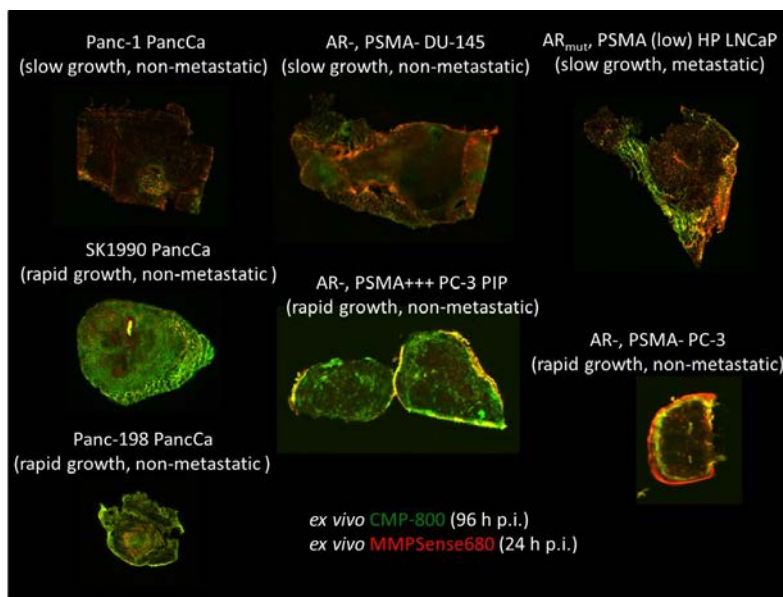 Panc-1 PancCa
(slow growth, non-metastatic)
AR-, PSMA- DU-145
(slow growth, non-metastatic)
ARmut, PSMA (low) HP LNCaP
(slow growth, metastatic)
SK1990 PancCa
(rapid growth, non-metastatic )
AR-, PSMA+++ PC-3 PIP
(rapid growth, non-metastatic)
AR-, PSMA- PC-3
(rapid growth, non-metastatic)
Panc-198 PancCa
(rapid growth, non-metastatic )
ex vivo CMP-800 (96 h p.i.)
ex vivo MMPSense680 (24 h p.i.)